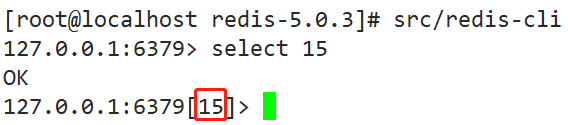 [root@localhost redis-5.0.3]# src/redis-cli
127.0.0.1:6379> select 15
OK
127.0.0.1:6379[15]>